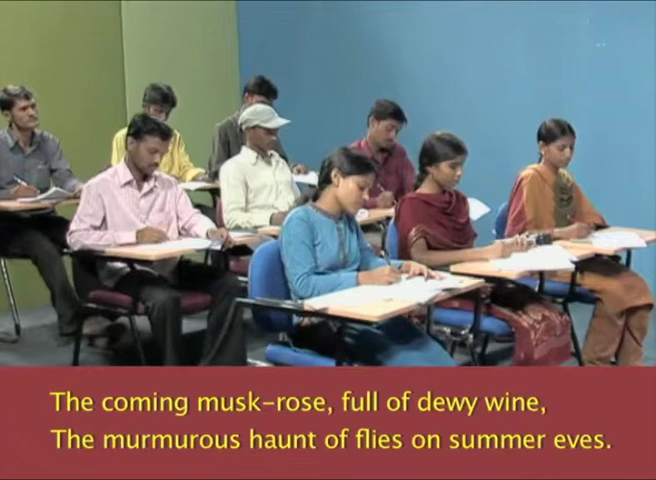 The coming musk-rose, full of dewy wine,
The murmurous haunt of flies on summer eves.